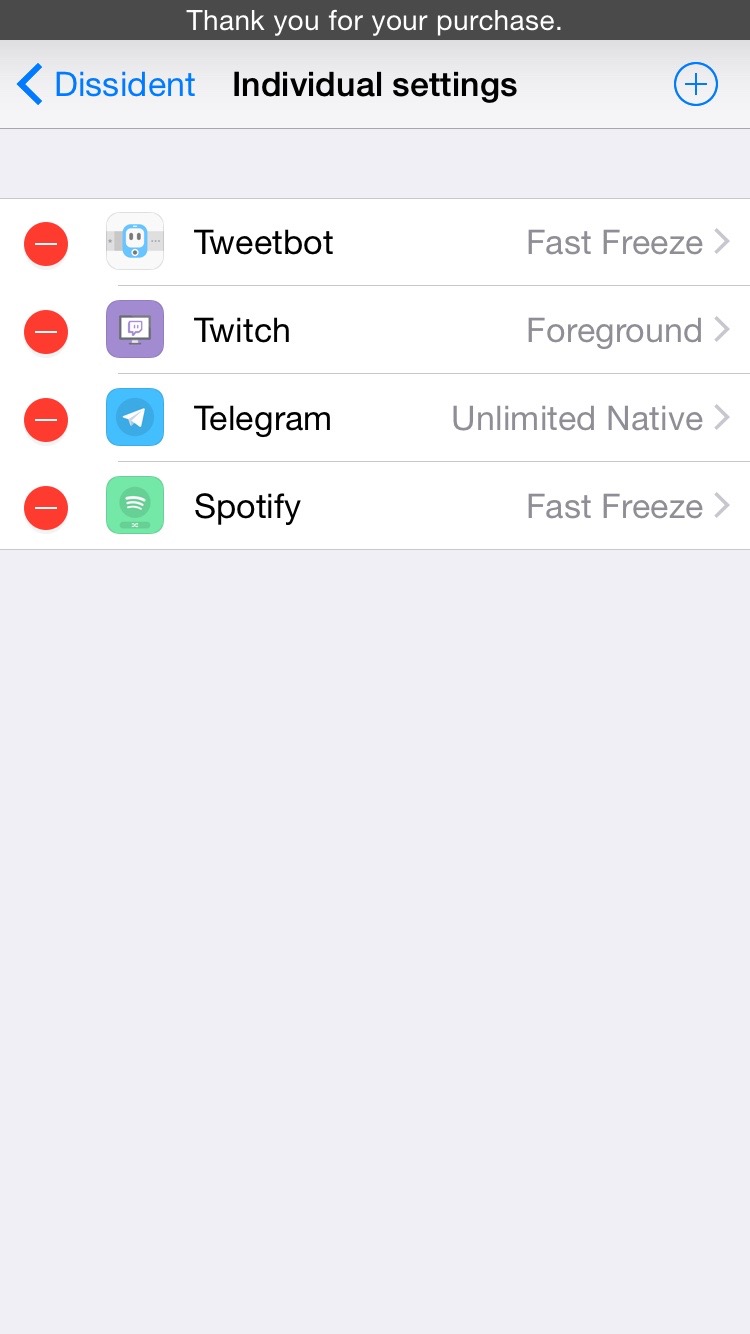 Thank you for your purchase.
Dissident Individual settings
Tweetbot Fast Freeze
Twitch Foreground
Telegram Unlimited Native
Spotify Fast Freeze